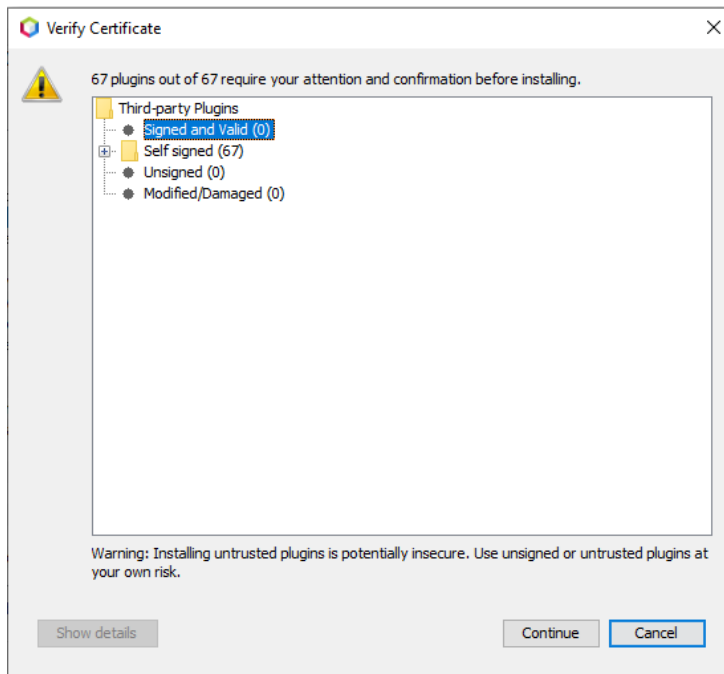 Verify Certificate
67 plugins out of 67 require your attention and confirmation before installing.
Third-party Plugins
Signed and Valid (0)
Self signed (67)
Unsigned (0)
Modified/Damaged (0)
Warning: Installing untrusted plugins is potentially insecure. Use unsigned or untrusted plugins at
your own risk.
Show details
Continue
Cancel